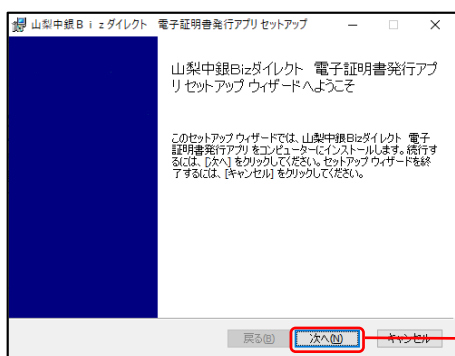 山梨中銀Ｂｉｚダイレクト　電子証明書発行アプリ セットアップ
山梨中銀Bizダイレクト　電子証明書発行アプ
リ セットアップ ウィザードへようこそ
このセットアップ ウィザードでは、山梨中銀Bizダイレクト　電子
証明書発行アプリ をコンピューターにインストールします。続行す
るには、[次へ] をクリックしてください。セットアップ ウィザードを終
了するには、[キャンセル] をクリックしてください。
戻る(B)
次へ(N)
キャンセル